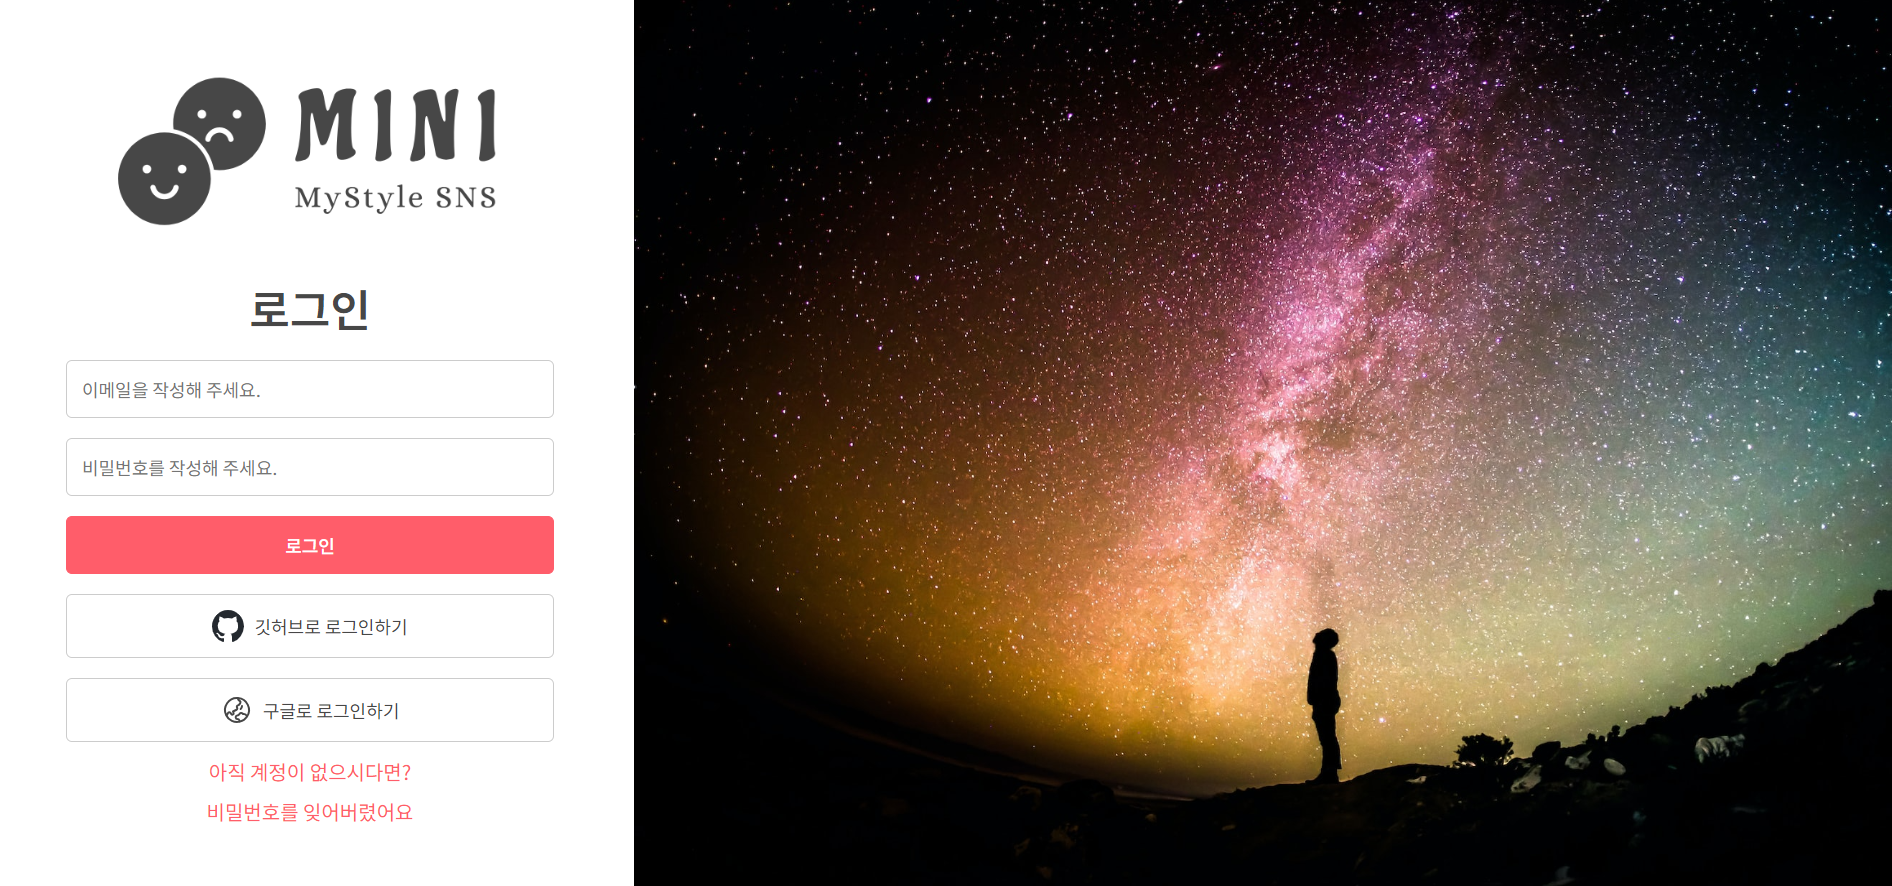 MINI
MyStyle SNS
로그인
이메일을 작성해 주세요.
비밀번호를 작성해 주세요.
로그인
깃허브로 로그인하기
구글로 로그인하기
아직 계정이 없으시다면?
비밀번호를 잊어버렸어요